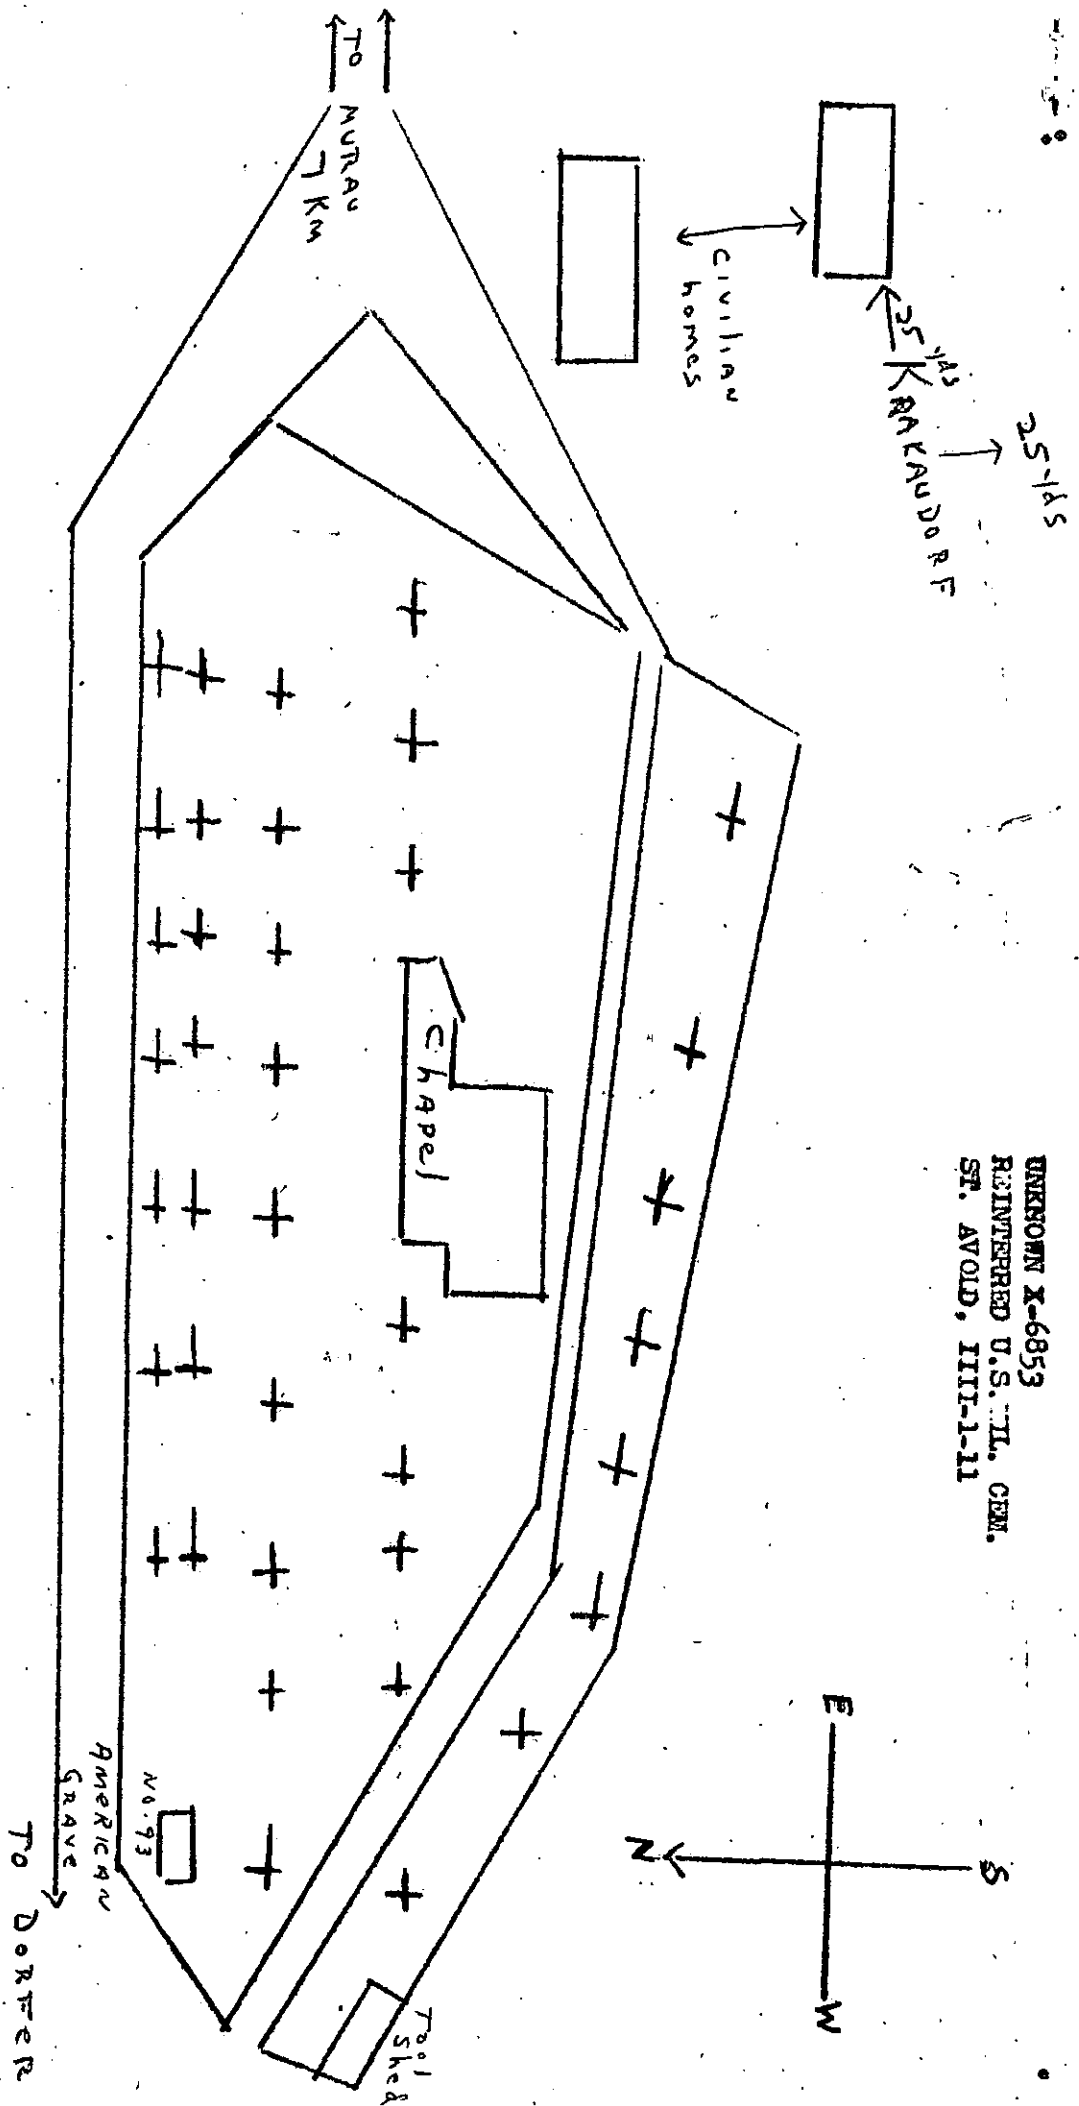 25 yds
25 yds
KRAKAUDORF
civiliAN
homes
TO MURAU
7 KM
UNKNOWN X-6853
REINTERRED U.S. IL. CEM.
ST. AVOLD, IIII-1-11
ChApel
S
E
W
N
Tool
Shed
NO. 93
AMERICAN
GRAVE
TO DORFER